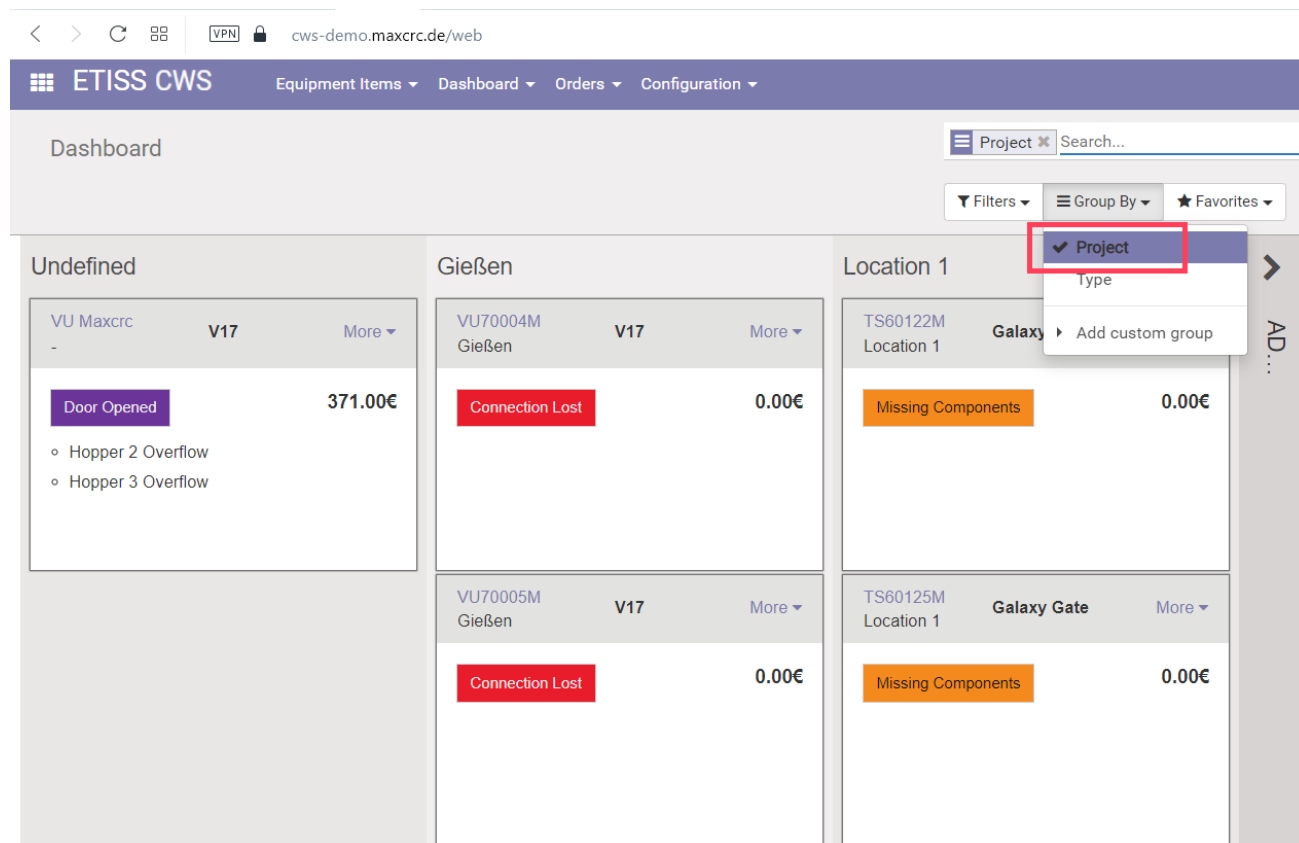 VPN cws-demo.maxcrc.de/web
ETISS CWS Equipment Items Dashboard Orders Configuration
Dashboard
Project Search...
Filters Group By Favorites
Project
Type
Add custom group
Undefined
VU Maxcrc V17 More
-
Door Opened 371.00€
Hopper 2 Overflow
Hopper 3 Overflow
Gießen
VU70004M V17 More
Gießen
Connection Lost 0.00€
VU70005M V17 More
Gießen
Connection Lost 0.00€
Location 1
TS60122M Galaxy
Location 1
Missing Components 0.00€
TS60125M Galaxy Gate More
Location 1
Missing Components 0.00€
AD...